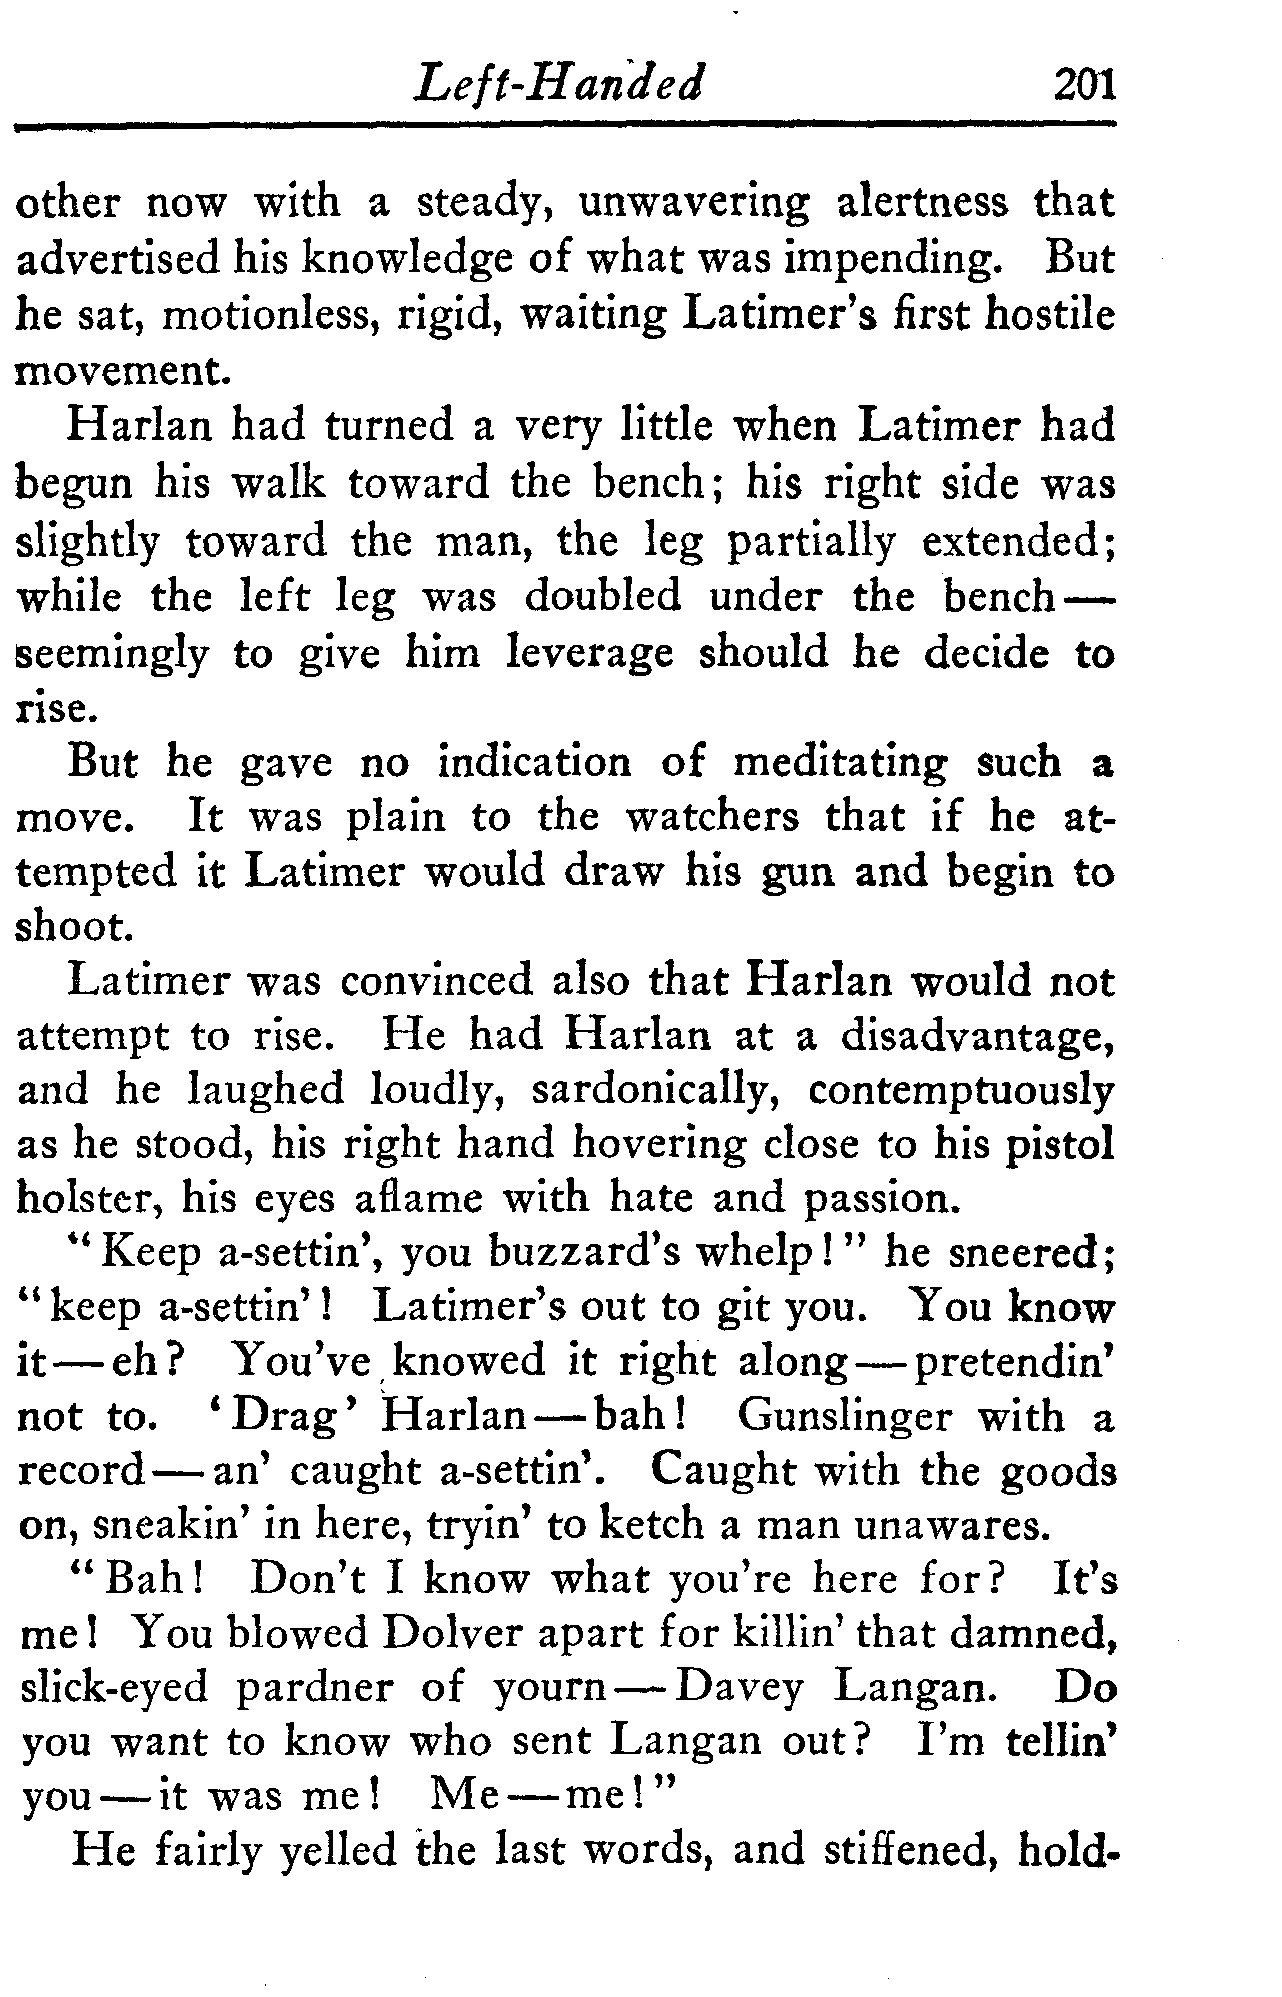 Left-Handed 201
other now with a steady, unwavering alertness that
advertised his knowledge of what was impending. But
he sat, motionless, rigid, waiting Latimer's first hostile
movement.
Harlan had turned a very little when Latimer had
begun his walk toward the bench; his right side was
slightly toward the man, the leg partially extended;
while the left leg was doubled under the bench—
seemingly to give him leverage should he decide to
rise.
But he gave no indication of meditating such a
move. It was plain to the watchers that if he at-
tempted it Latimer would draw his gun and begin to
shoot.
Latimer was convinced also that Harlan would not
attempt to rise. He had Harlan at a disadvantage,
and he laughed loudly, sardonically, contemptuously
as he stood, his right hand hovering close to his pistol
holster, his eyes aflame with hate and passion.
"Keep a-settin', you buzzard's whelp!" he sneered;
"keep a-settin'! Latimer's out to git you. You know
it—eh? You've knowed it right along—pretendin'
not to. 'Drag' Harlan—bah! Gunslinger with a
record—an' caught a-settin'. Caught with the goods
on, sneakin' in here, tryin' to ketch a man unawares.
"Bah! Don't I know what you're here for? It's
me! You blowed Dolver apart for killin' that damned,
slick-eyed pardner of yourn—Davey Langan. Do
you want to know who sent Langan out? I'm tellin'
you—it was me! Me—me!"
He fairly yelled the last words, and stiffened, hold-